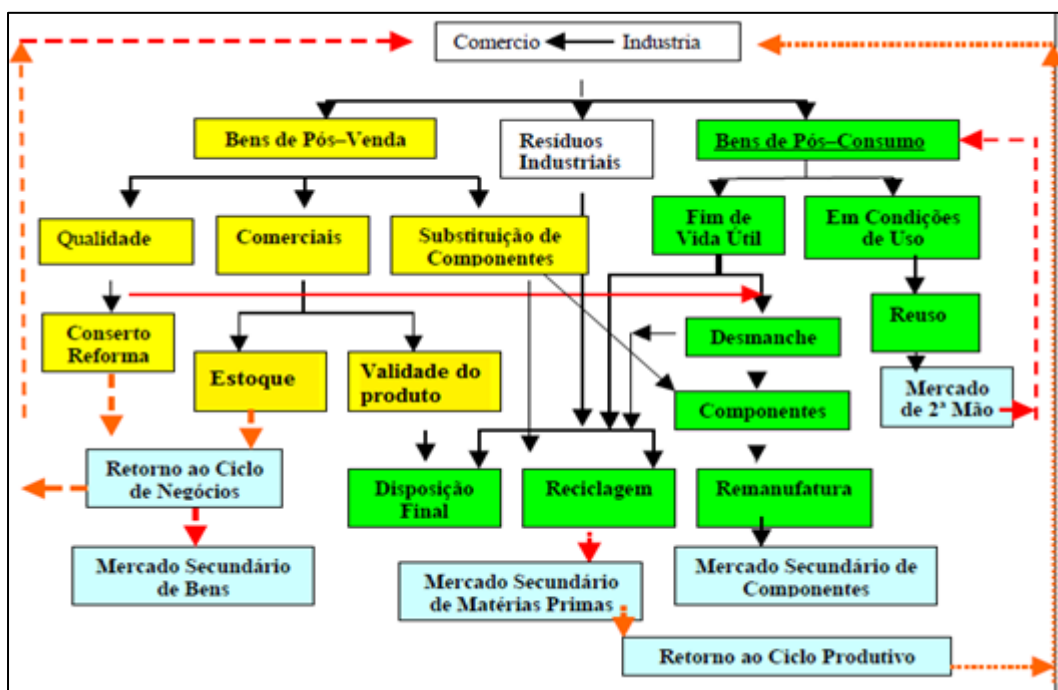 Comercio Industria
Bens de Pós–Venda
Resíduos
Industriais
Bens de Pós–Consumo
Qualidade
Comerciais
Substituição de
Componentes
Fim de
Vida Útil
Em Condições
de Uso
Conserto
Reforma
Estoque
Validade do
produto
Desmanche
Reuso
Componentes
Mercado
de 2ª Mão
Retorno ao Ciclo
de Negócios
Disposição
Final
Reciclagem
Remanufatura
Mercado Secundário
de Bens
Mercado Secundário
de Matérias Primas
Mercado Secundário de
Componentes
Retorno ao Ciclo Produtivo